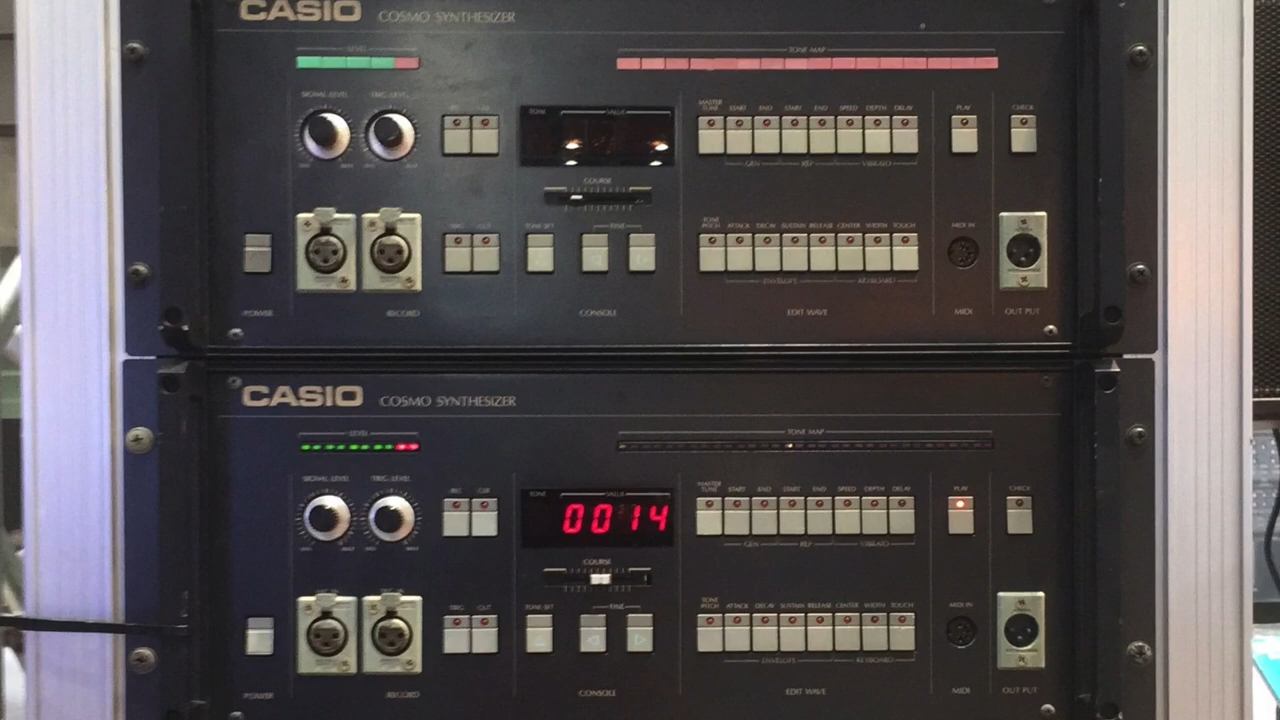 CASIO COSMO SYNTHESIZER
LEVEL TONE MAP
SIGNAL LEVEL TRIG. LEVEL
TONE VALUE
MASTER TUNE START END START END SPEED DEPTH DELAY PLAY CHECK
GEN REP VIBRATO
COURSE
TRIG CUT TONE SET FINE
TONE PITCH ATTACK DECAY SUSTAIN RELEASE CENTER WIDTH TOUCH MIDI IN
ENVELOPE KEYBOARD
POWER RECORD CONSOLE EDIT WAVE MIDI OUT PUT
CASIO COSMO SYNTHESIZER
LEVEL TONE MAP
SIGNAL LEVEL TRIG. LEVEL
REC CUE TONE VALUE
MASTER TUNE START END START END SPEED DEPTH DELAY PLAY CHECK
0014
GEN REP VIBRATO
COURSE
TRIG CUT TONE SET FINE
TONE PITCH ATTACK DECAY SUSTAIN RELEASE CENTER WIDTH TOUCH MIDI IN
ENVELOPE KEYBOARD
POWER RECORD CONSOLE EDIT WAVE MIDI OUT PUT